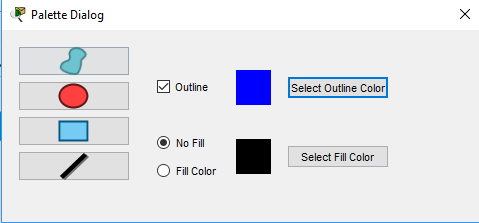 Palette Dialog
Outline
Select Outline Color
No Fill
Fill Color
Select Fill Color